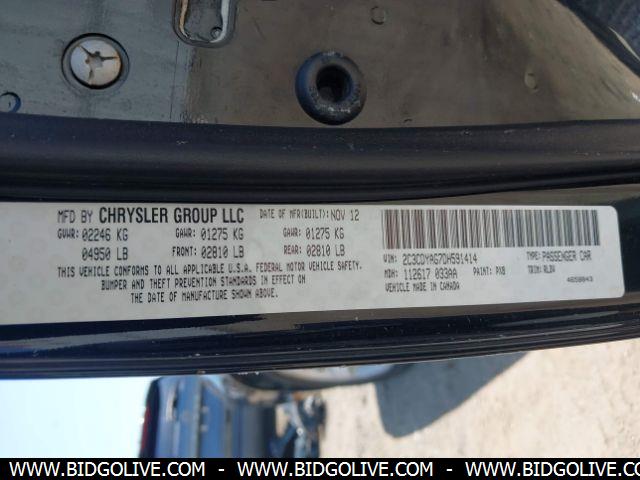 MFD BY CHRYSLER GROUP LLC
DATE OF MFR(BUILT): NOV 12
GVWR: 02246 KG GAWR: 01275 KG GAWR: 01275 KG
04950 LB FRONT: 02810 LB REAR: 02810 LB
THIS VEHICLE CONFORMS TO ALL APPLICABLE U.S.A. FEDERAL MOTOR VEHICLE SAFETY,
BUMPER AND THEFT PREVENTION STANDARDS IN EFFECT ON
THE DATE OF MANUFACTURE SHOWN ABOVE.
VIN: 2C3CDYAG7DH591414 TYPE: PASSENGER CAR
MDH: 112617 033AA PAINT: PX8 TRIM: RLDV
VEHICLE MADE IN CANADA 4658843
WWW.BIDGOLIVE.COM - WWW.BIDGOLIVE.COM - WWW.BIDGOLIVE.COM